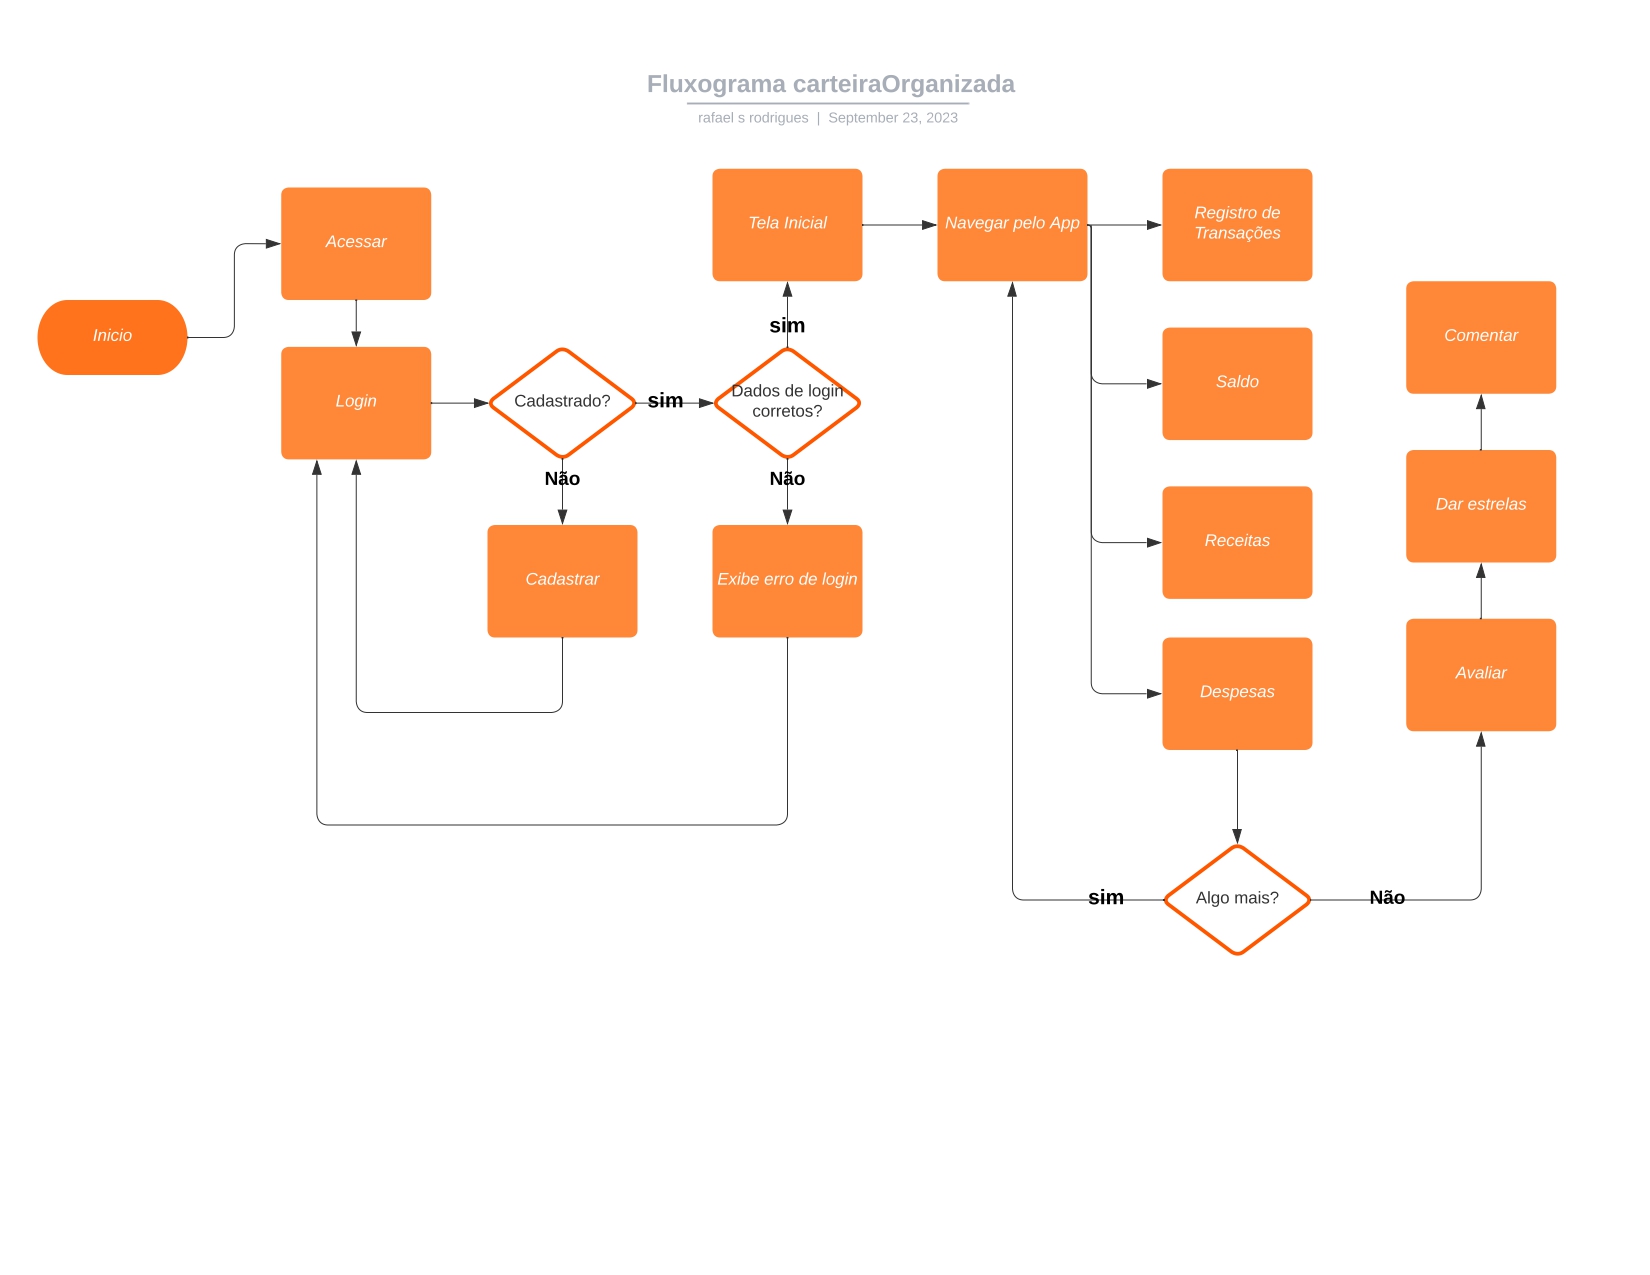 Fluxograma carteiraOrganizada
rafael s rodrigues | September 23, 2023
Inicio
Acessar
Login
Cadastrado?
sim
Não
Cadastrar
Dados de login
corretos?
sim
Não
Exibe erro de login
Tela Inicial
Navegar pelo App
Registro de
Transações
Saldo
Receitas
Despesas
Algo mais?
sim
Não
Avaliar
Dar estrelas
Comentar